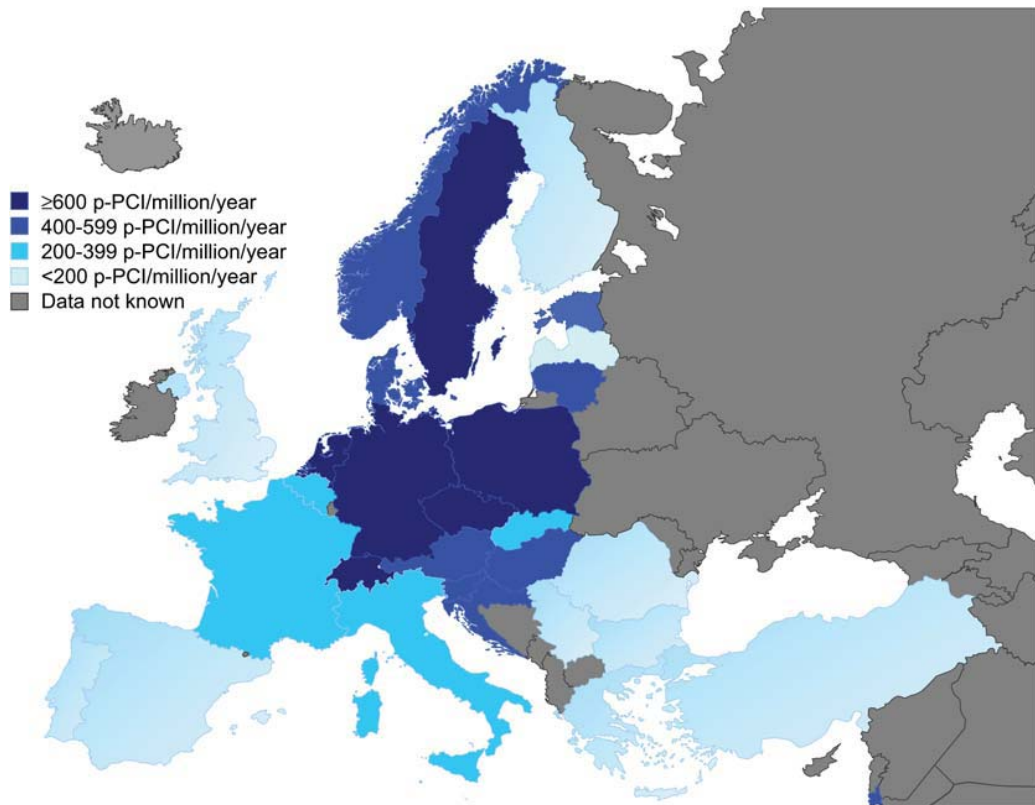 ≥600 p-PCI/million/year
400-599 p-PCI/million/year
200-399 p-PCI/million/year
<200 p-PCI/million/year
Data not known